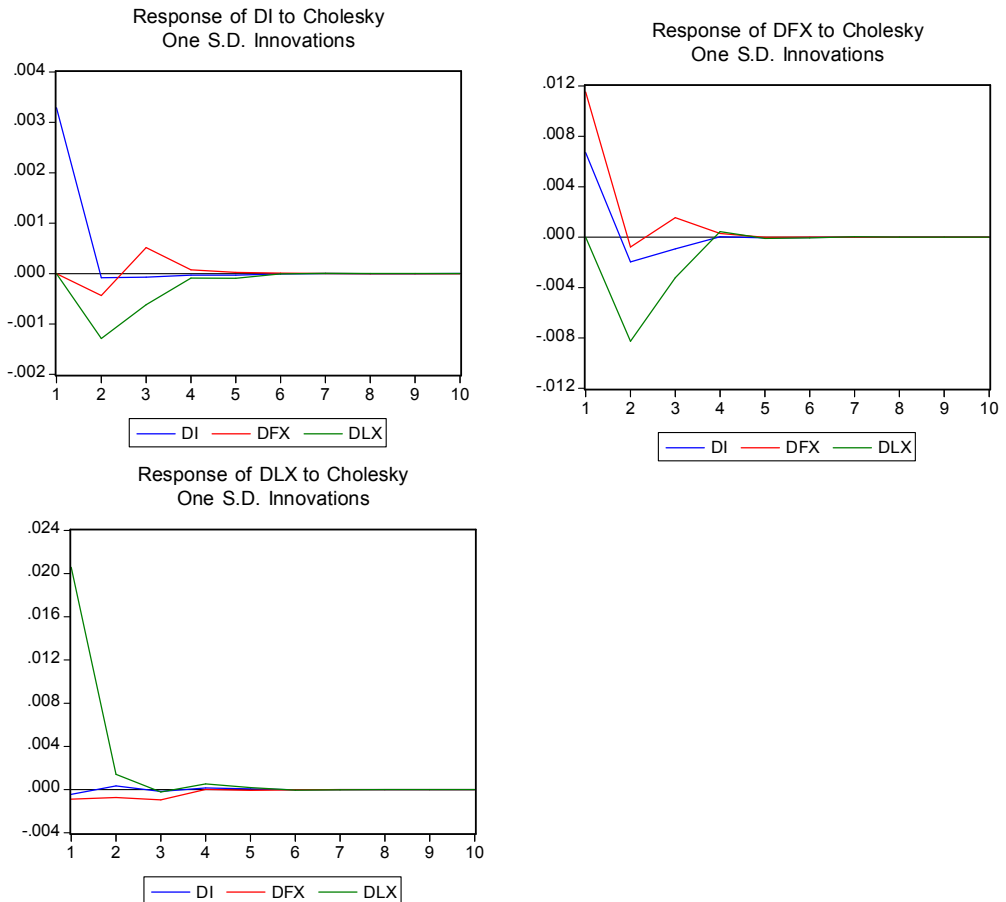 Response of DI to Cholesky
One S.D. Innovations
.004
.003
.002
.001
.000
-.001
-.002
1 2 3 4 5 6 7 8 9 10
DI DFX DLX
Response of DFX to Cholesky
One S.D. Innovations
.012
.008
.004
.000
-.004
-.008
-.012
1 2 3 4 5 6 7 8 9 10
DI DFX DLX
Response of DLX to Cholesky
One S.D. Innovations
.024
.020
.016
.012
.008
.004
.000
-.004
1 2 3 4 5 6 7 8 9 10
DI DFX DLX